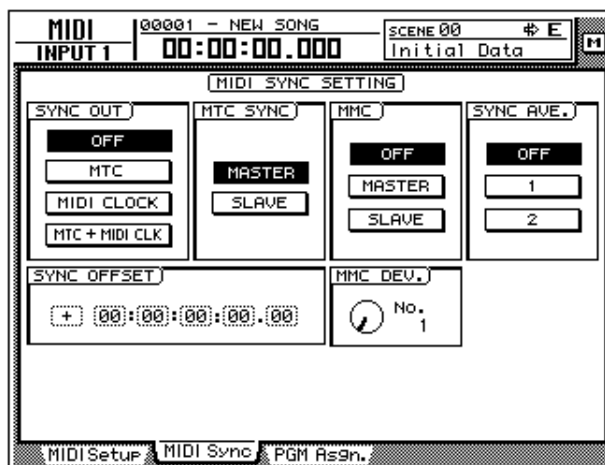 MIDI
INPUT 1
00001 - NEW SONG
00:00:00.000
SCENE 00 E
Initial Data
M
MIDI SYNC SETTING
SYNC OUT
OFF
MTC
MIDI CLOCK
MTC + MIDI CLK
MTC SYNC
MASTER
SLAVE
MMC
OFF
MASTER
SLAVE
SYNC AVE.
OFF
1
2
SYNC OFFSET
+ 00:00:00:00.00
MMC DEV.
No.
1
MIDI Setup
MIDI Sync
PGM Asgn.